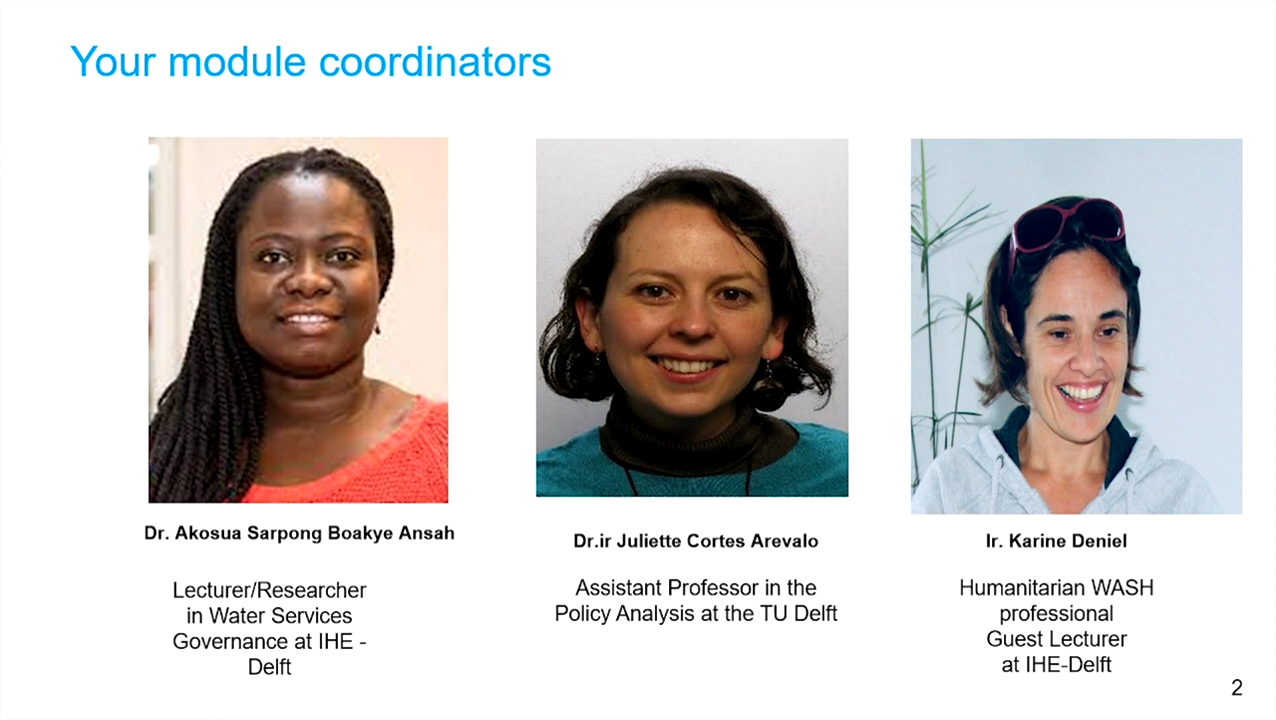 Your module coordinators
Dr. Akosua Sarpong Boakye Ansah
Lecturer/Researcher
in Water Services
Governance at IHE -
Delft
Dr.ir Juliette Cortes Arevalo
Assistant Professor in the
Policy Analysis at the TU Delft
Ir. Karine Deniel
Humanitarian WASH
professional
Guest Lecturer
at IHE-Delft
2